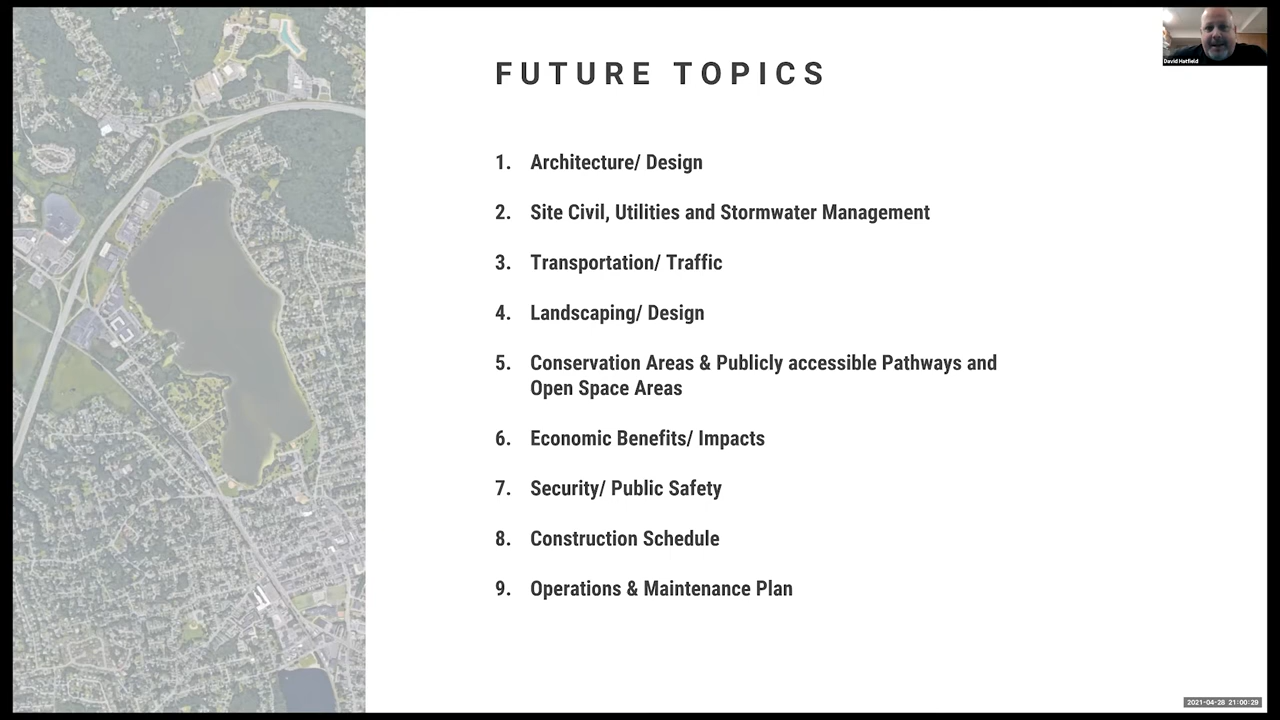 FUTURE TOPICS
David Hatfield
1. Architecture/ Design
2. Site Civil, Utilities and Stormwater Management
3. Transportation/ Traffic
4. Landscaping/ Design
5. Conservation Areas & Publicly accessible Pathways and
Open Space Areas
6. Economic Benefits/ Impacts
7. Security/ Public Safety
8. Construction Schedule
9. Operations & Maintenance Plan
2021-04-28 21:00:29